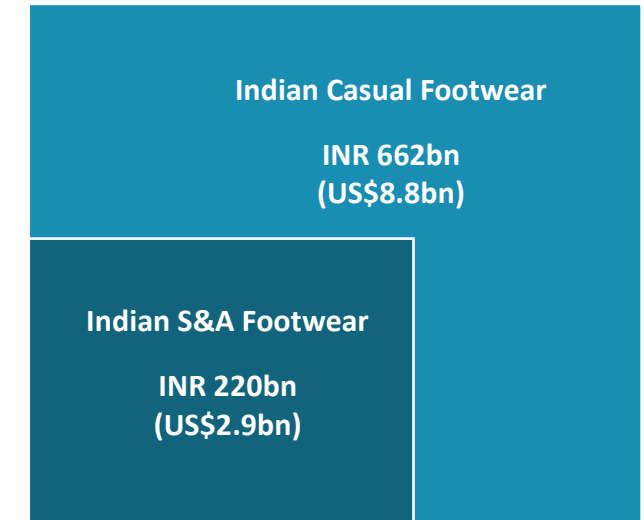 Indian Casual Footwear
INR 662bn
(US$8.8bn)
Indian S&A Footwear
INR 220bn
(US$2.9bn)